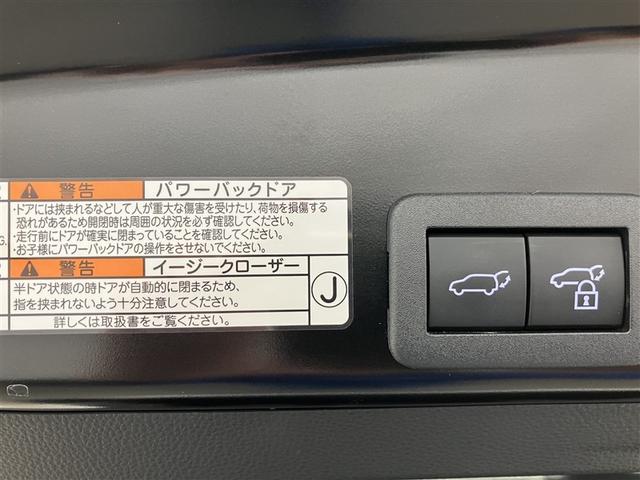 警告 パワーバックドア
・ドアには挟まれるなどして人が重大な傷害を受けたり、荷物を損傷する
恐れがあるため開閉時は周囲の状況を必ず確認してください。
・走行前にドアが確実に閉まっていることを確認してください。
・お子様にパワーバックドアの操作をさせないでください。
NG.
警告 イージークローザー
半ドア状態の時ドアが自動的に閉まるため、
指を挟まれないよう十分注意してください。
J
詳しくは取扱書をご覧ください。